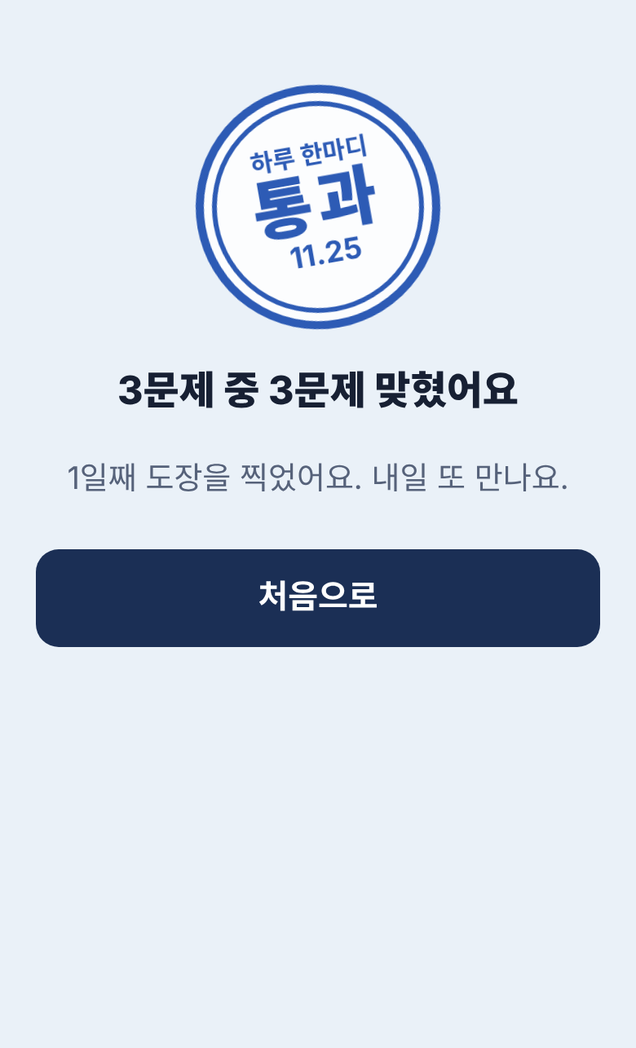 하루 한마디
통과
11.25
3문제 중 3문제 맞혔어요
1일째 도장을 찍었어요. 내일 또 만나요.
처음으로